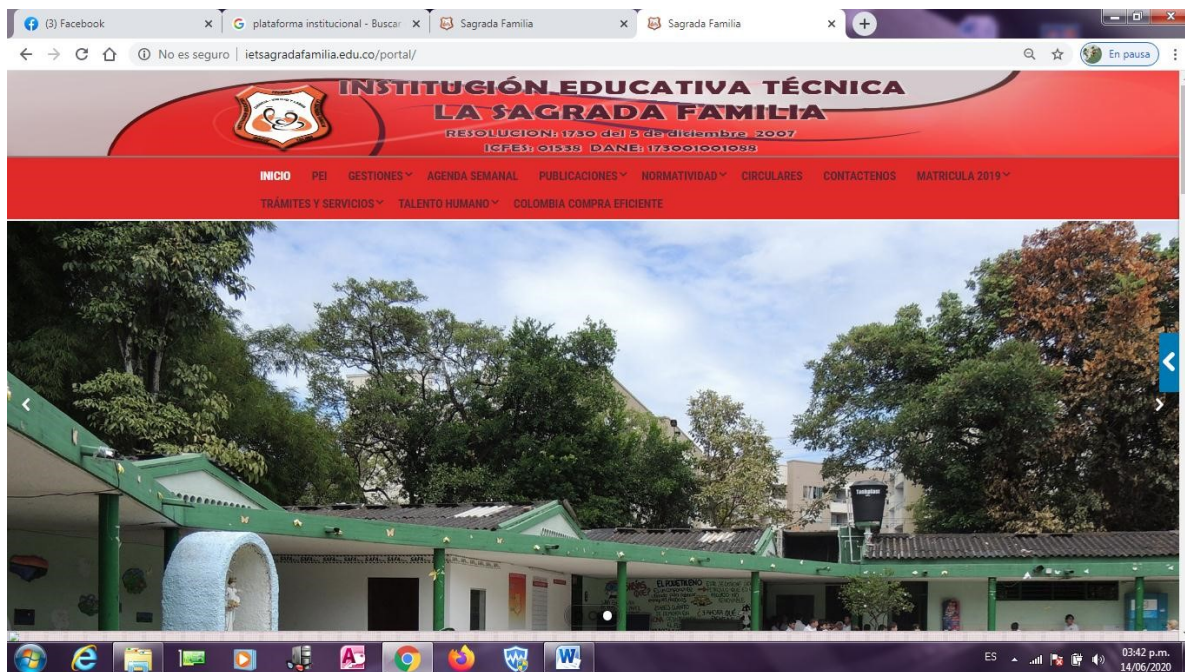 (3) Facebook
plataforma institucional - Buscar
Sagrada Familia
Sagrada Familia
No es seguro | ietsagradafamilia.edu.co/portal/
En pausa
INSTITUCIÓN EDUCATIVA TÉCNICA
LA SAGRADA FAMILIA
RESOLUCION: 1730 del 5 de diciembre 2007
ICFES: 01538 DANE: 173001001088
INICIO PEI GESTIONES AGENDA SEMANAL PUBLICACIONES NORMATIVIDAD CIRCULARES CONTACTENOS MATRICULA 2019
TRÁMITES Y SERVICIOS TALENTO HUMANO COLOMBIA COMPRA EFICIENTE
EL POLIETILENO
ES 03:42 p.m.
14/06/2020